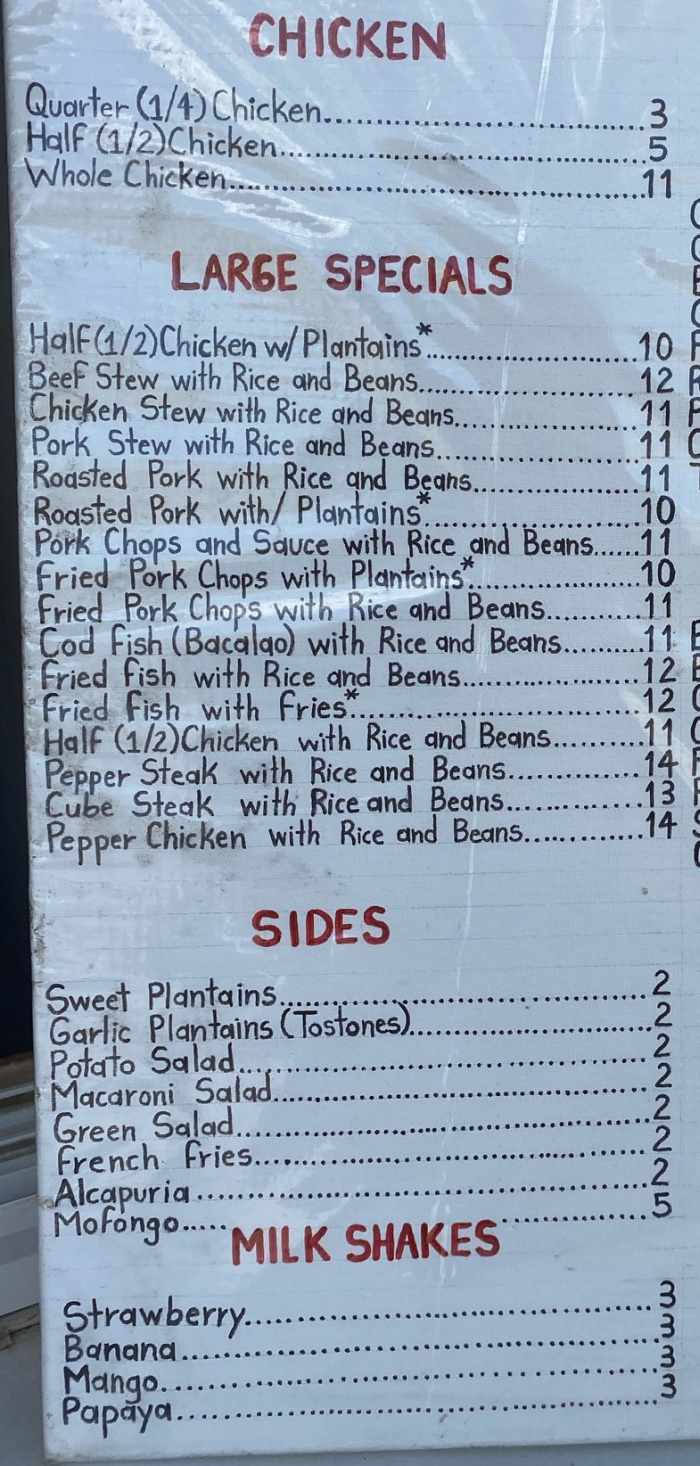 CHICKEN
Quarter (1/4) Chicken.......................................3
Half (1/2) Chicken.......................................5
Whole Chicken.......................................11
LARGE SPECIALS
Half (1/2) Chicken w/ Plantains*.........................10
Beef Stew with Rice and Beans.........................12
Chicken Stew with Rice and Beans.....................11
Pork Stew with Rice and Beans.......................11
Roasted Pork with Rice and Beans...................11
Roasted Pork with/ Plantains*.........................10
Pork Chops and Sauce with Rice and Beans......11
Fried Pork Chops with Plantains*....................10
Fried Pork Chops with Rice and Beans............11
Cod Fish (Bacalao) with Rice and Beans..........11
Fried Fish with Rice and Beans.....................12
Fried Fish with Fries*.................................12
Half (1/2) Chicken with Rice and Beans..........11
Pepper Steak with Rice and Beans................14
Cube Steak with Rice and Beans................13
Pepper Chicken with Rice and Beans..............14
SIDES
Sweet Plantains.......................................2
Garlic Plantains (Tostones).........................2
Potato Salad.......................................2
Macaroni Salad.......................................2
Green Salad.......................................2
French Fries.......................................2
Alcapuria.......................................2
Mofongo.......................................5
MILK SHAKES
Strawberry.......................................3
Banana.......................................3
Mango.......................................3
Papaya.......................................3